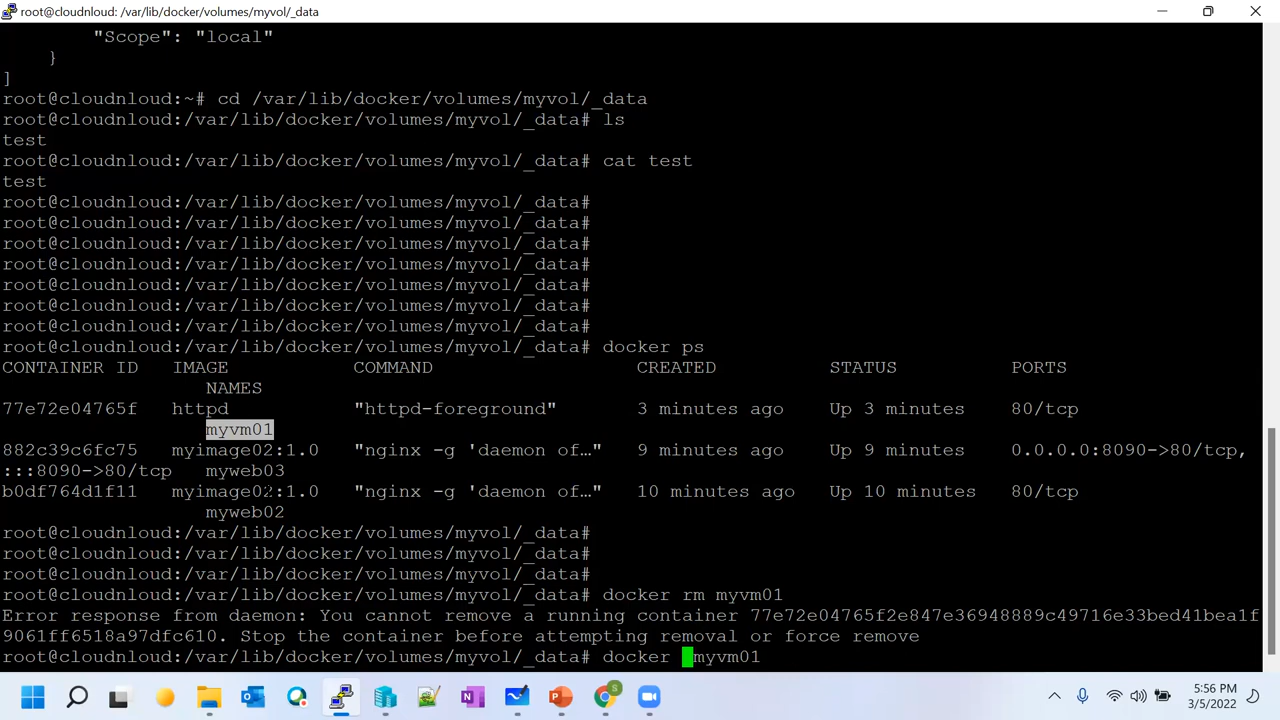 root@cloudnloud: /var/lib/docker/volumes/myvol/_data
"Scope": "local"
}
]
root@cloudnloud:~# cd /var/lib/docker/volumes/myvol/_data
root@cloudnloud:/var/lib/docker/volumes/myvol/_data# ls
test
root@cloudnloud:/var/lib/docker/volumes/myvol/_data# cat test
test
root@cloudnloud:/var/lib/docker/volumes/myvol/_data#
root@cloudnloud:/var/lib/docker/volumes/myvol/_data#
root@cloudnloud:/var/lib/docker/volumes/myvol/_data#
root@cloudnloud:/var/lib/docker/volumes/myvol/_data#
root@cloudnloud:/var/lib/docker/volumes/myvol/_data#
root@cloudnloud:/var/lib/docker/volumes/myvol/_data#
root@cloudnloud:/var/lib/docker/volumes/myvol/_data#
root@cloudnloud:/var/lib/docker/volumes/myvol/_data# docker ps
CONTAINER ID IMAGE COMMAND CREATED STATUS PORTS
NAMES
77e72e04765f httpd "httpd-foreground" 3 minutes ago Up 3 minutes 80/tcp
myvm01
882c39c6fc75 myimage02:1.0 "nginx -g 'daemon of…" 9 minutes ago Up 9 minutes 0.0.0.0:8090->80/tcp,
:::8090->80/tcp myweb03
b0df764d1f11 myimage02:1.0 "nginx -g 'daemon of…" 10 minutes ago Up 10 minutes 80/tcp
myweb02
root@cloudnloud:/var/lib/docker/volumes/myvol/_data#
root@cloudnloud:/var/lib/docker/volumes/myvol/_data#
root@cloudnloud:/var/lib/docker/volumes/myvol/_data#
root@cloudnloud:/var/lib/docker/volumes/myvol/_data# docker rm myvm01
Error response from daemon: You cannot remove a running container 77e72e04765f2e847e36948889c49716e33bed41bea1f
9061ff6518a97dfc610. Stop the container before attempting removal or force remove
root@cloudnloud:/var/lib/docker/volumes/myvol/_data# docker myvm01
5:56 PM
3/5/2022